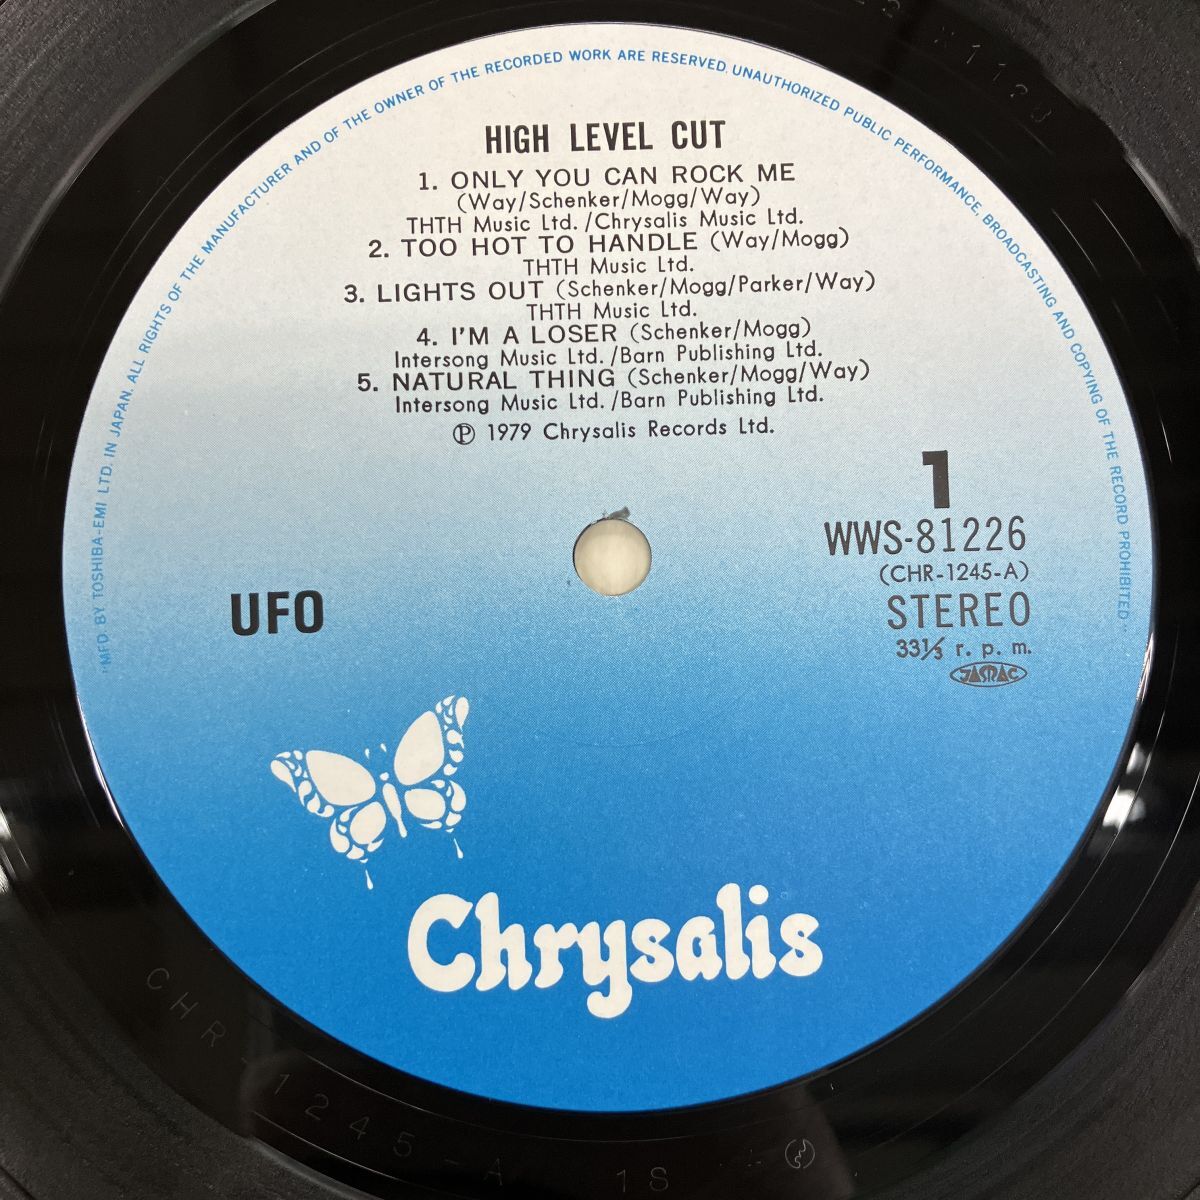 "MFD. BY TOSHIBA-EMI LTD. IN JAPAN. ALL RIGHTS OF THE MANUFACTURER AND OF THE OWNER OF THE RECORDED WORK ARE RESERVED. UNAUTHORIZED PUBLIC PERFORMANCE, BROADCASTING AND COPYING OF THE RECORD PROHIBITED."
HIGH LEVEL CUT
1. ONLY YOU CAN ROCK ME
(Way/Schenker/Mogg/Way)
THTH Music Ltd./Chrysalis Music Ltd.
2. TOO HOT TO HANDLE (Way/Mogg)
THTH Music Ltd.
3. LIGHTS OUT (Schenker/Mogg/Parker/Way)
THTH Music Ltd.
4. I'M A LOSER (Schenker/Mogg)
Intersong Music Ltd./Barn Publishing Ltd.
5. NATURAL THING (Schenker/Mogg/Way)
Intersong Music Ltd./Barn Publishing Ltd.
Ⓟ 1979 Chrysalis Records Ltd.
1
WWS-81226
(CHR-1245-A)
UFO
STEREO
33⅓ r. p. m.
JASRAC
Chrysalis
CHR-1245-A 1S